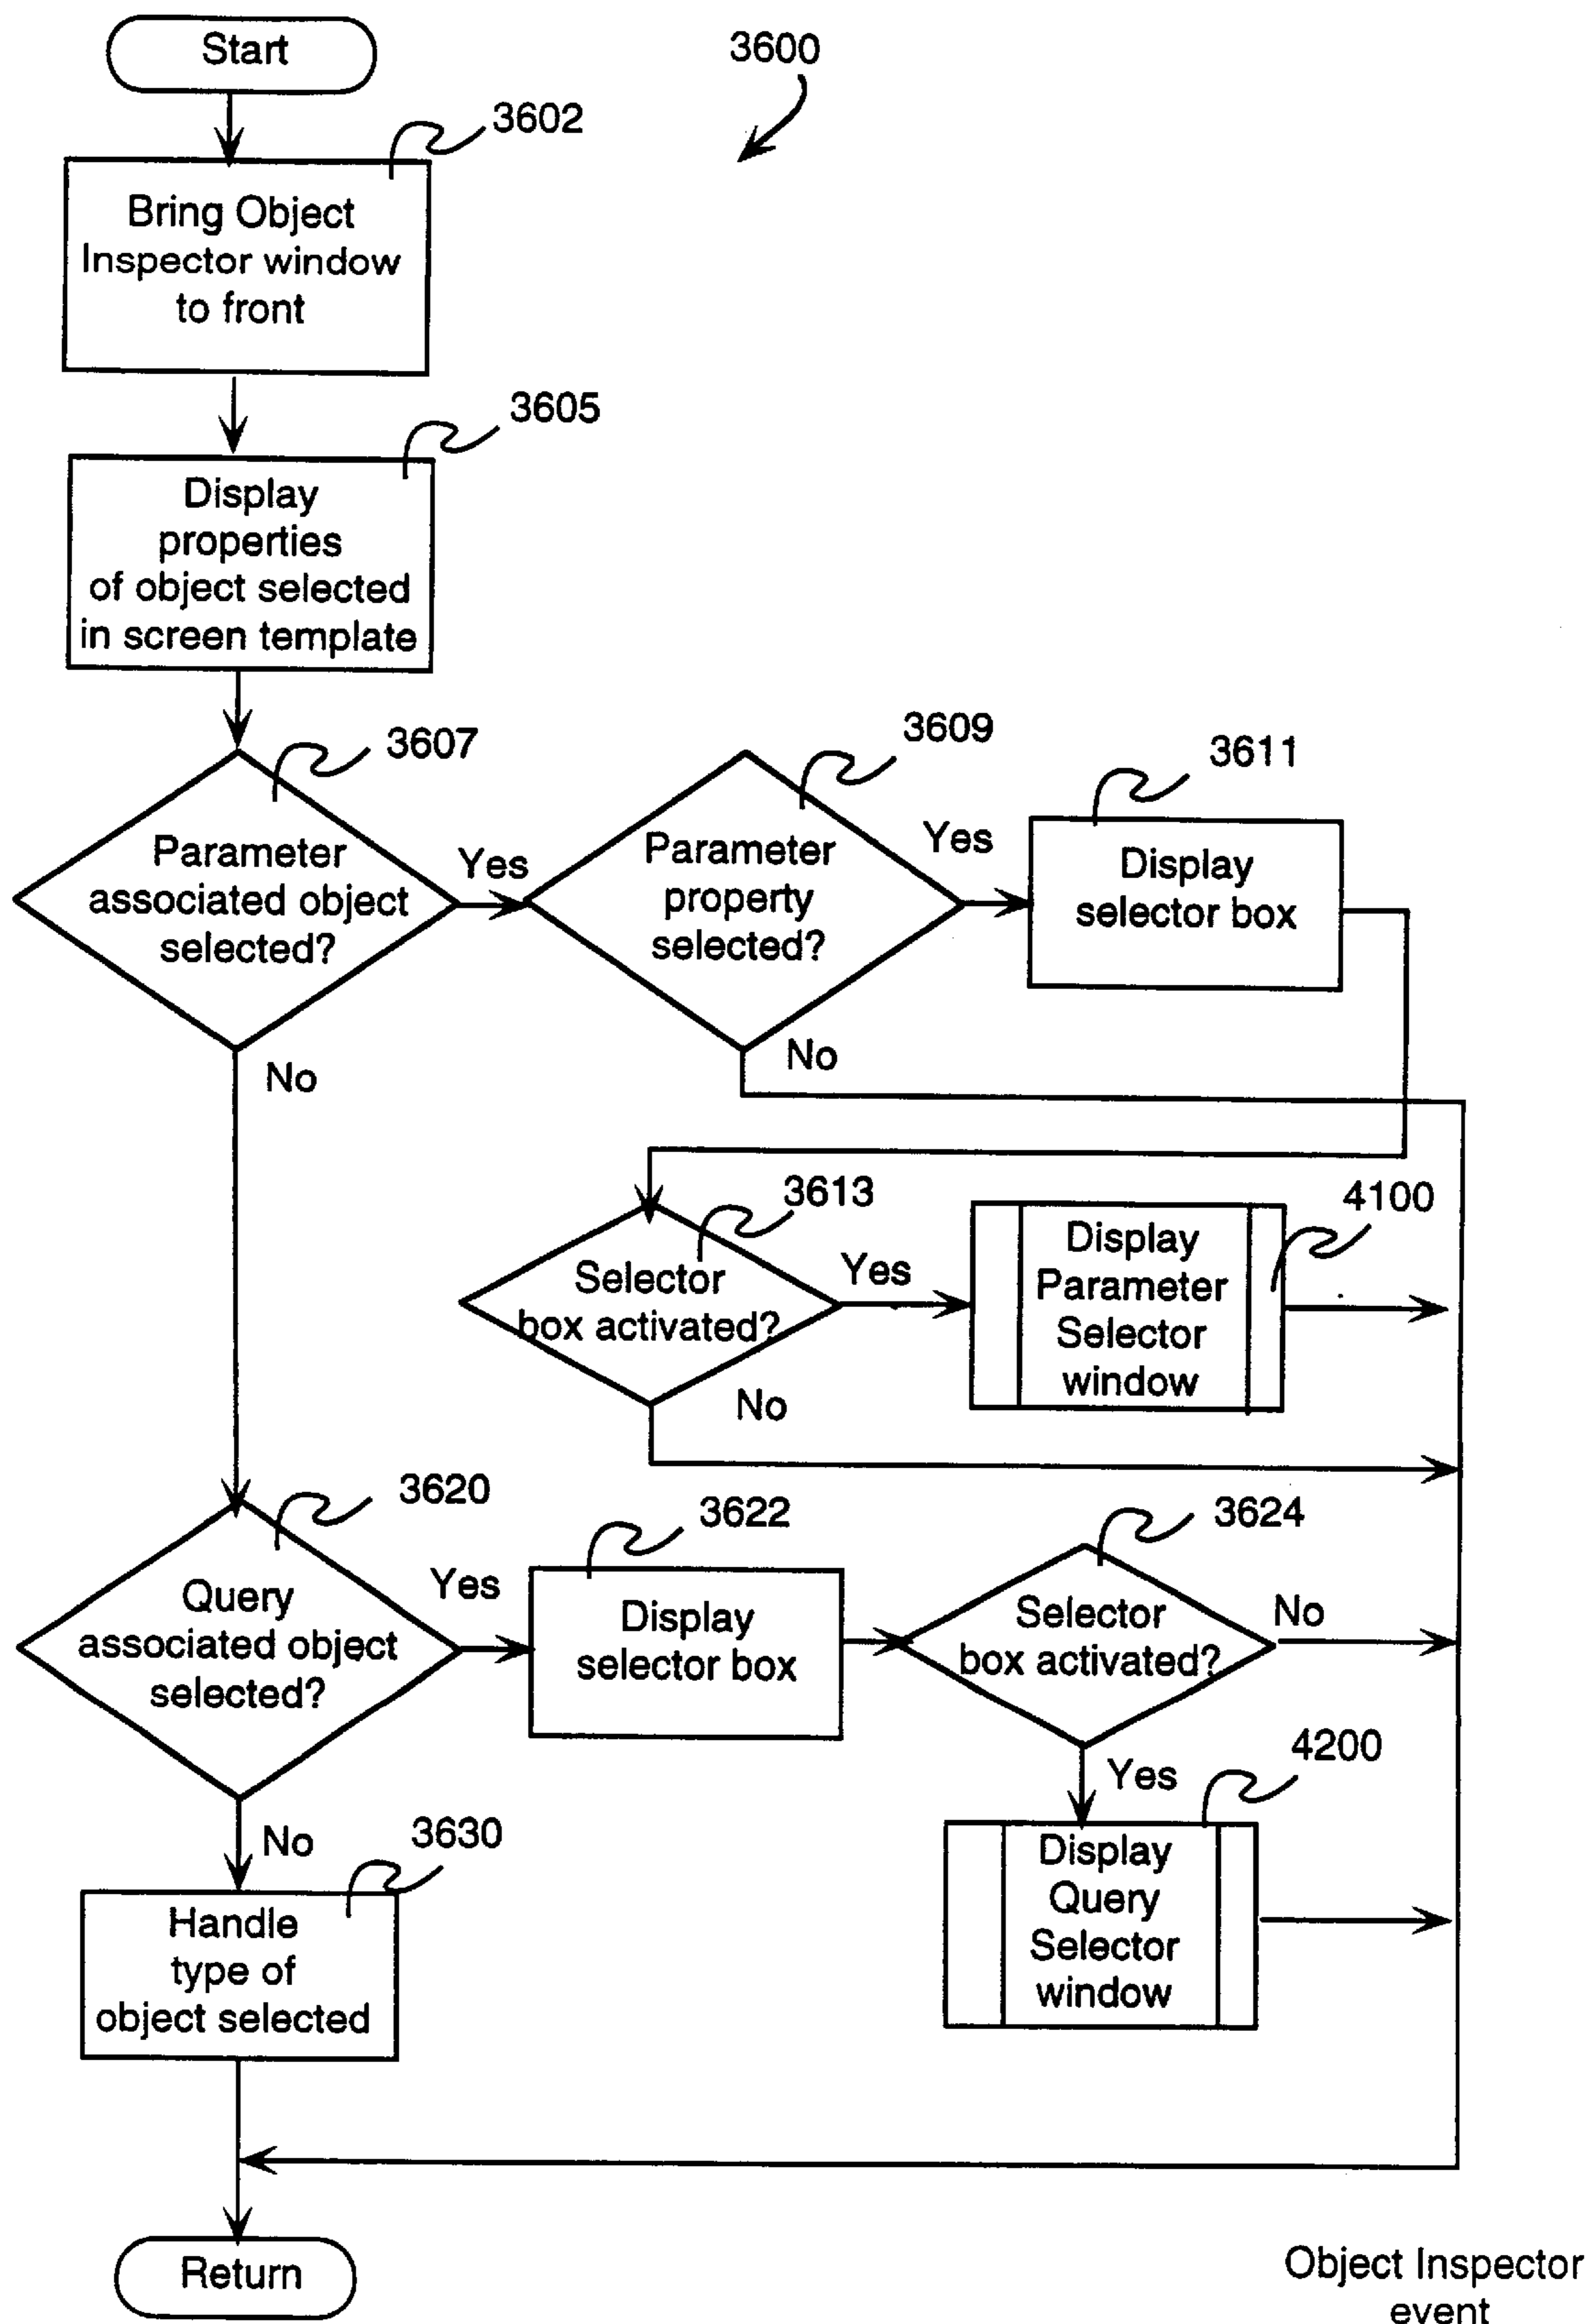 Start
3600
3602
Bring Object
Inspector window
to front
3605
Display
properties
of object selected
in screen template
3607
3609
3611
Parameter
associated object
selected?
Yes
Parameter
property
selected?
Yes
Display
selector box
No
No
3613
4100
Selector
box activated?
Yes
Display
Parameter
Selector
window
No
3620
3622
3624
Query
associated object
selected?
Yes
Display
selector box
Selector
box activated?
No
Yes
4200
No
3630
Display
Query
Selector
window
Handle
type of
object selected
Return
Object Inspector
event